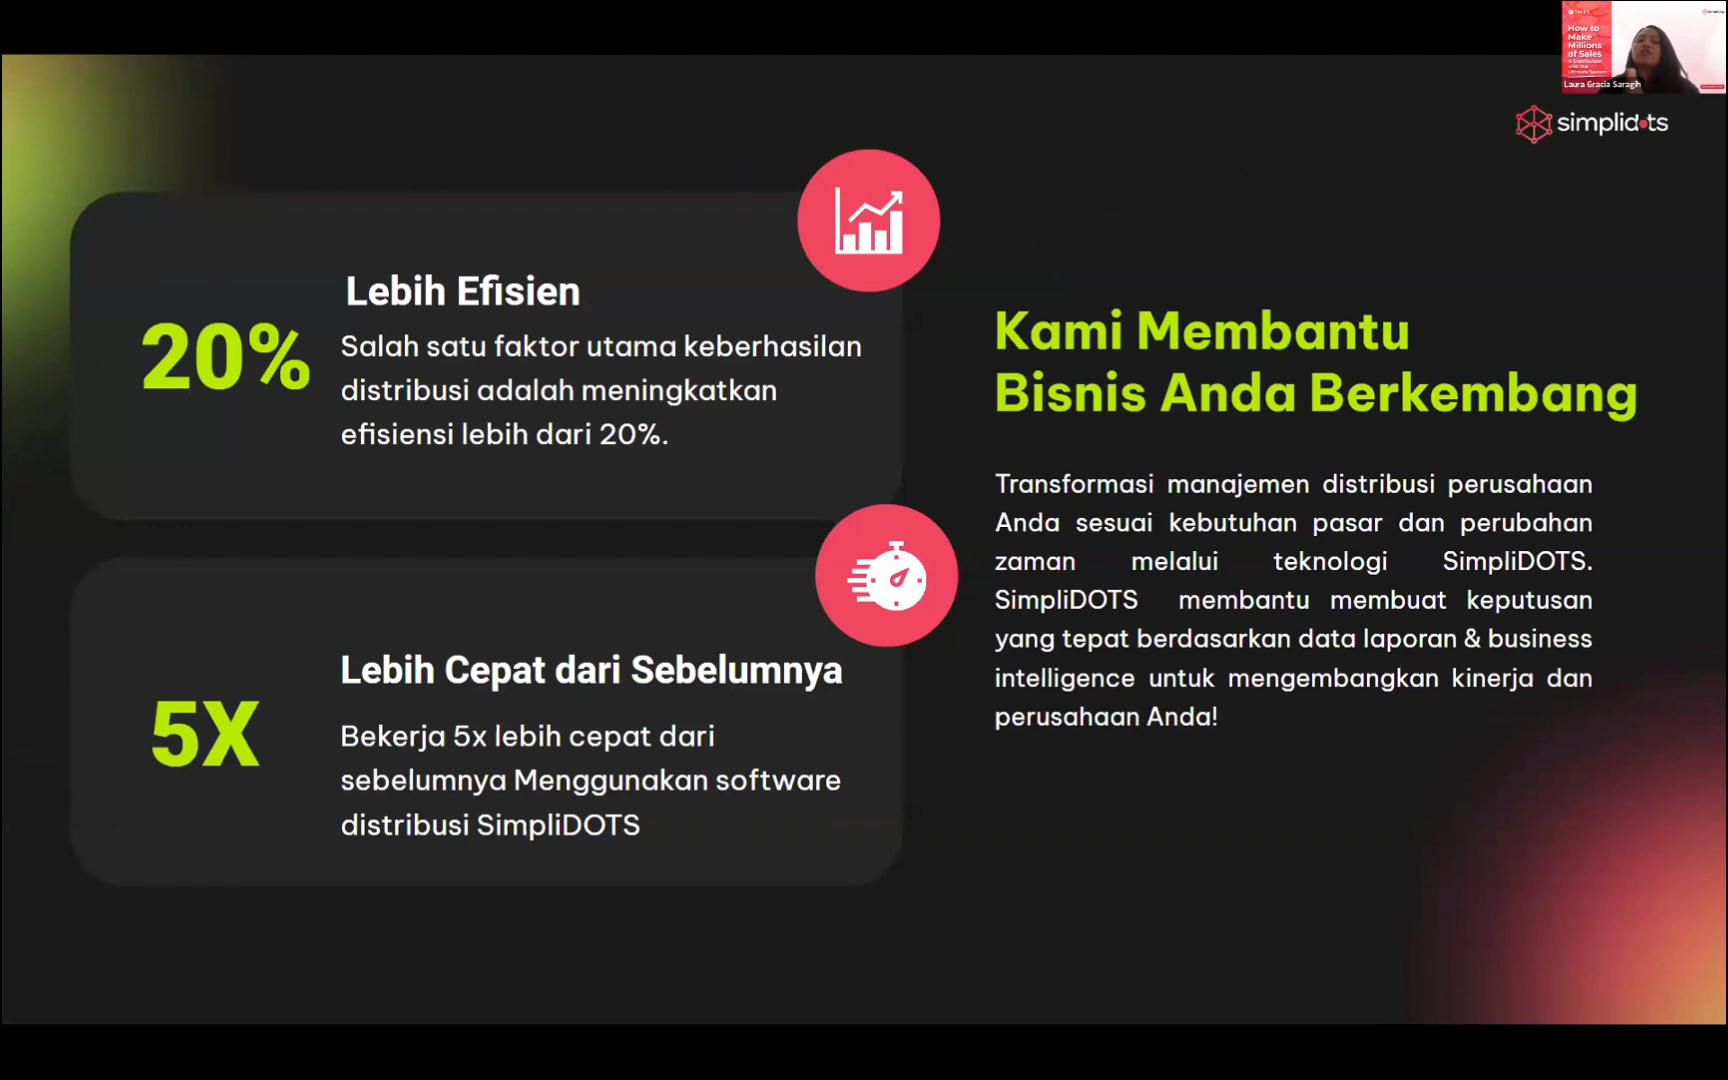 How to
Make
Millions
of Sales
Laura Gracia Saragih
simplidots
Lebih Efisien
20%
Salah satu faktor utama keberhasilan
distribusi adalah meningkatkan
efisiensi lebih dari 20%.
Lebih Cepat dari Sebelumnya
5X
Bekerja 5x lebih cepat dari
sebelumnya Menggunakan software
distribusi SimpliDOTS
Kami Membantu
Bisnis Anda Berkembang
Transformasi manajemen distribusi perusahaan
Anda sesuai kebutuhan pasar dan perubahan
zaman melalui teknologi SimpliDOTS.
SimpliDOTS membantu membuat keputusan
yang tepat berdasarkan data laporan & business
intelligence untuk mengembangkan kinerja dan
perusahaan Anda!